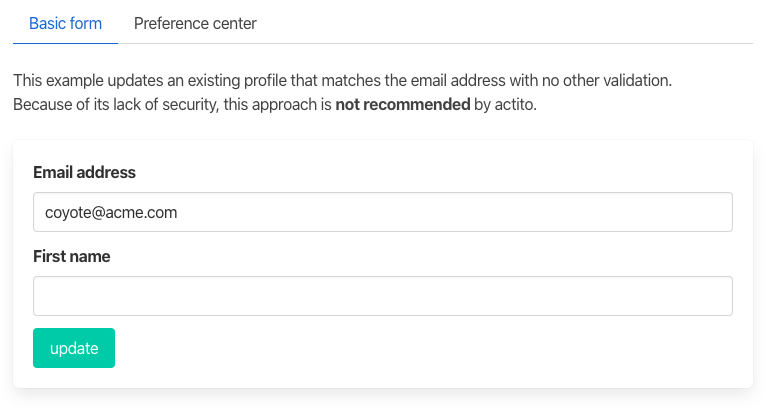 Basic form Preference center
This example updates an existing profile that matches the email address with no other validation.
Because of its lack of security, this approach is not recommended by actito.
Email address
coyote@acme.com
First name
update